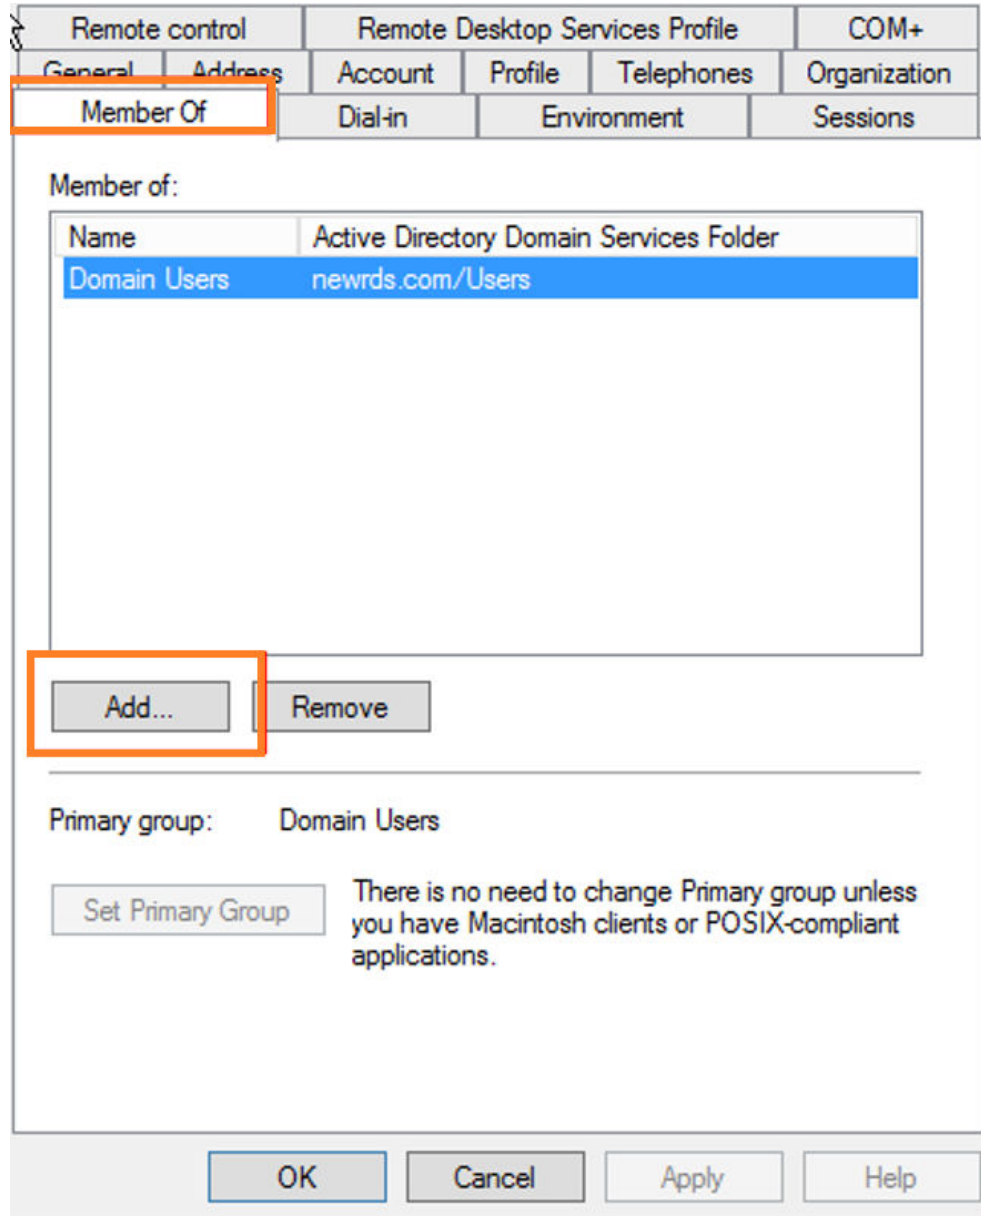 Remote control Remote Desktop Services Profile COM+
General Address Account Profile Telephones Organization
Member Of Dial-in Environment Sessions
Member of:
Name Active Directory Domain Services Folder
Domain Users newrds.com/Users
Add... Remove
Primary group: Domain Users
Set Primary Group
There is no need to change Primary group unless
you have Macintosh clients or POSIX-compliant
applications.
OK Cancel Apply Help